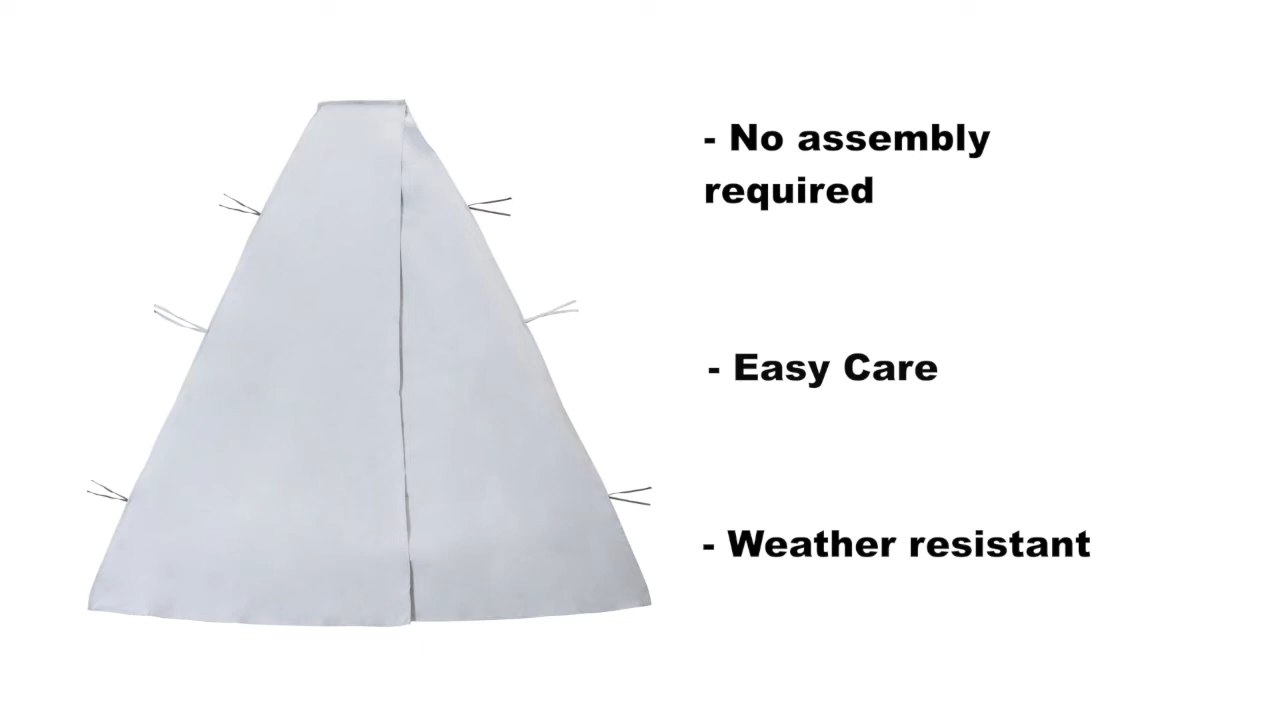 - No assembly
required
- Easy Care
- Weather resistant